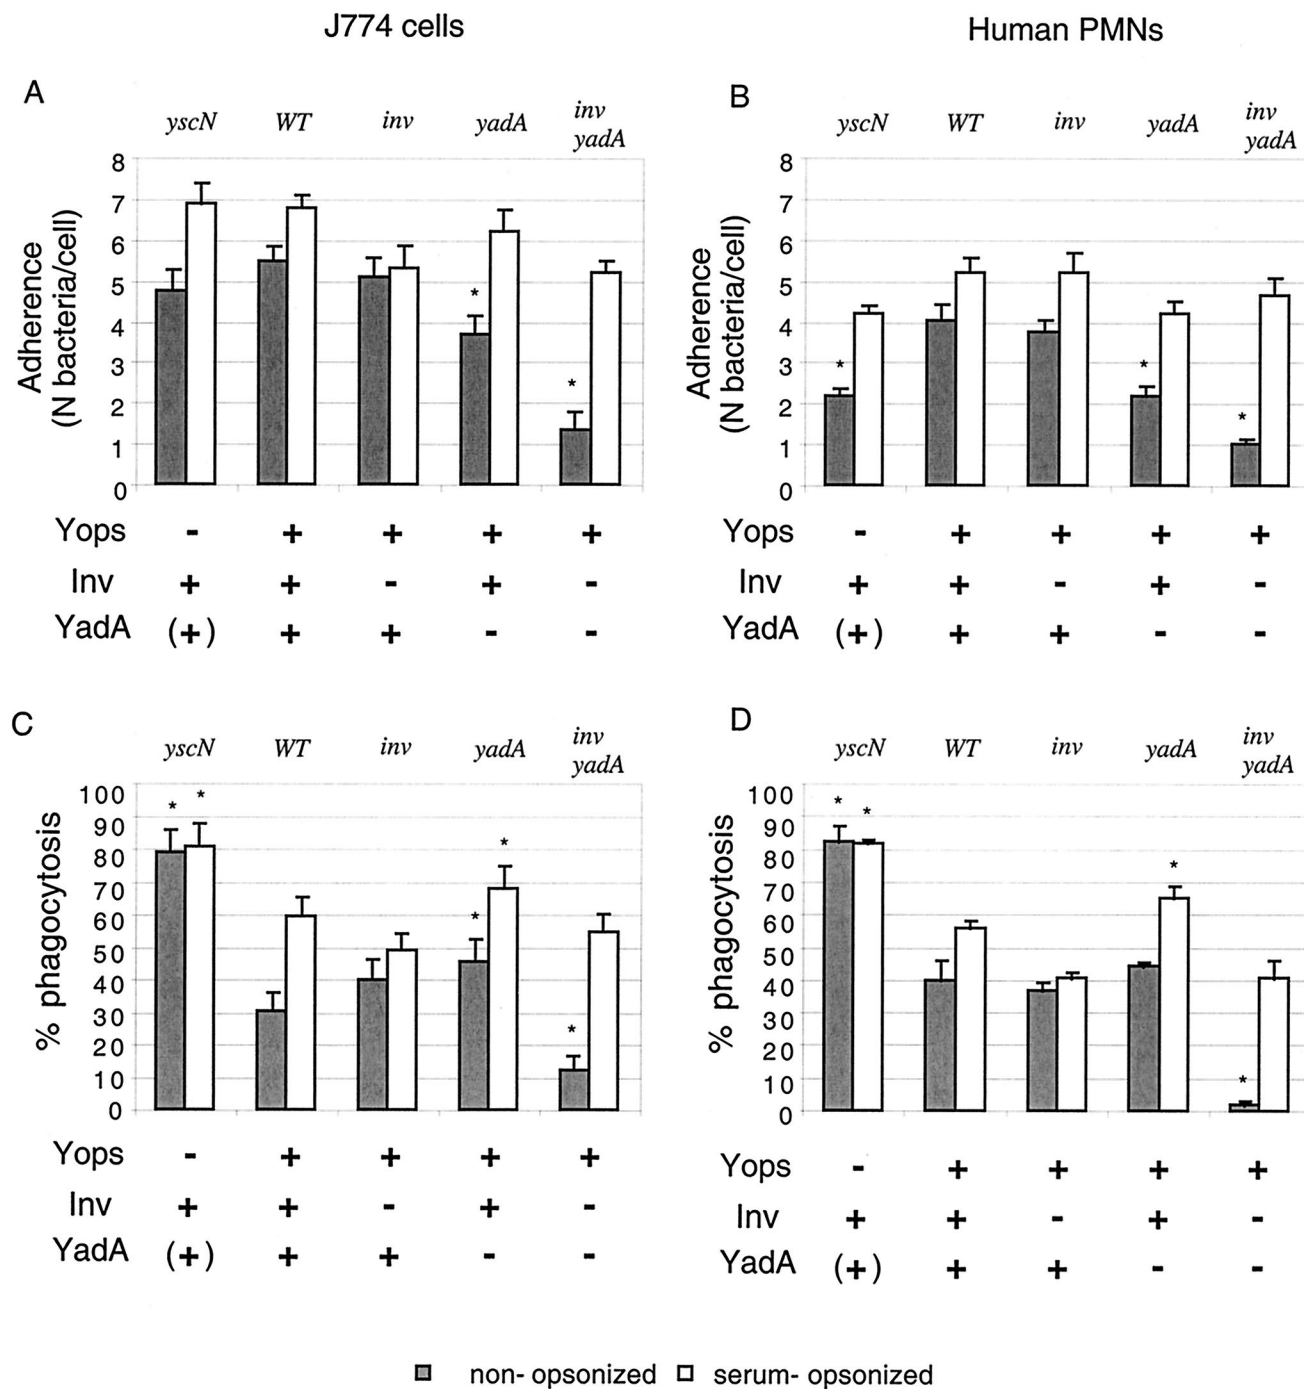 J774 cells
Human PMNs
A
yscN WT inv yadA inv
yadA
8
7
6
5
4
3
2
1
0
Adherence
(N bacteria/cell)
* *
Yops - + + + +
Inv + + - + -
YadA (+) + + - -
B
yscN WT inv yadA inv
yadA
8
7
6
5
4
3
2
1
0
Adherence
(N bacteria/cell)
* * *
Yops - + + + +
Inv + + - + -
YadA (+) + + - -
C
yscN WT inv yadA inv
yadA
100
90
80
70
60
50
40
30
20
10
0
% phagocytosis
* * * * *
Yops - + + + +
Inv + + - + -
YadA (+) + + - -
D
yscN WT inv yadA inv
yadA
100
90
80
70
60
50
40
30
20
10
0
% phagocytosis
* * * *
Yops - + + + +
Inv + + - + -
YadA (+) + + - -
non- opsonized serum- opsonized